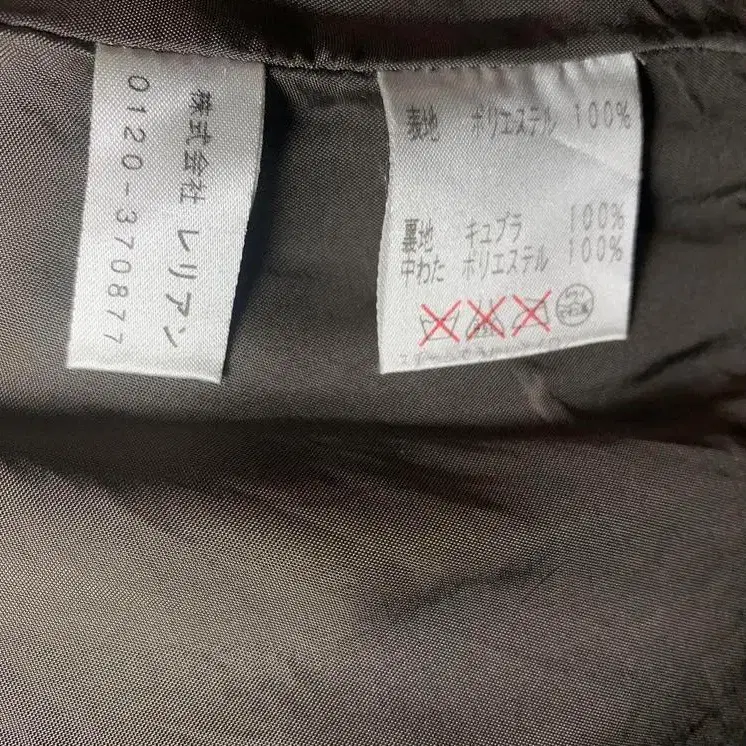 株式会社 レリアン
0120-370877
表地 ポリエステル 100%
裏地 キュプラ 100%
中わた ポリエステル 100%